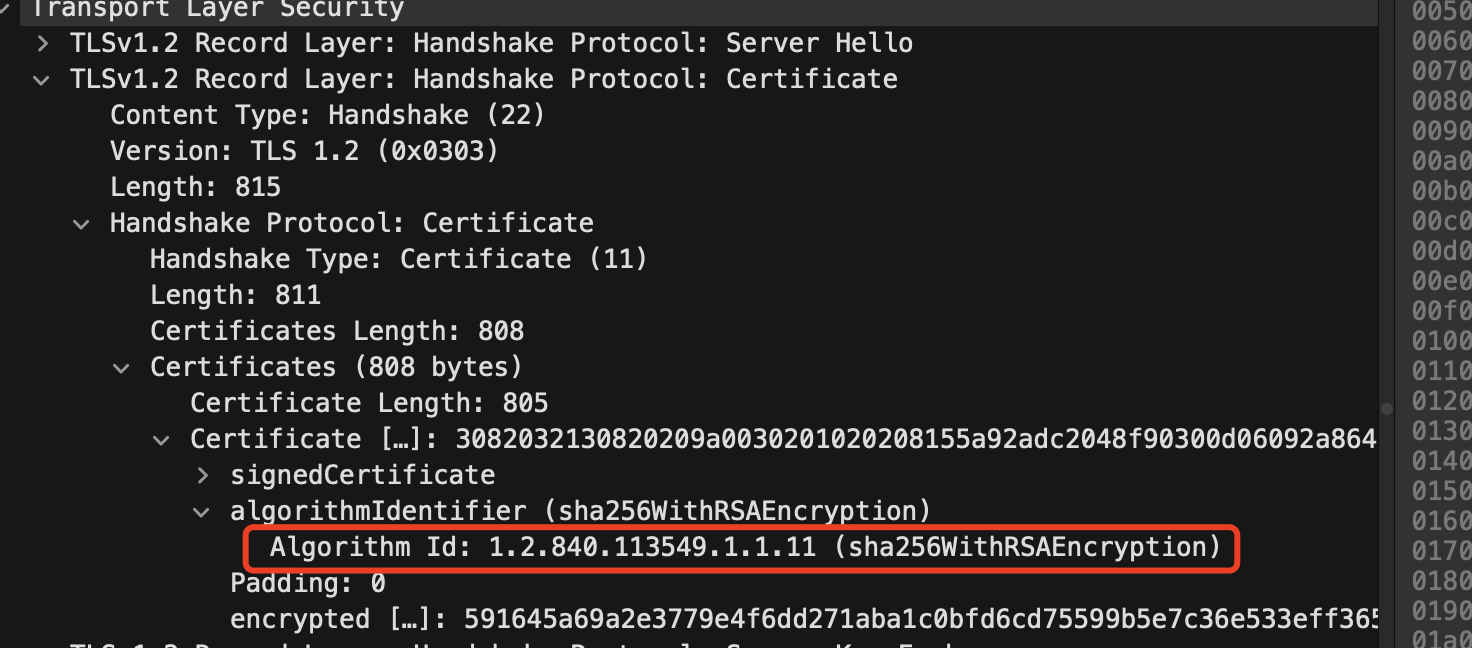 Transport Layer Security
TLSv1.2 Record Layer: Handshake Protocol: Server Hello
TLSv1.2 Record Layer: Handshake Protocol: Certificate
Content Type: Handshake (22)
Version: TLS 1.2 (0x0303)
Length: 815
Handshake Protocol: Certificate
Handshake Type: Certificate (11)
Length: 811
Certificates Length: 808
Certificates (808 bytes)
Certificate Length: 805
Certificate […]: 3082032130820209a0030201020208155a92adc2048f90300d06092a864
signedCertificate
algorithmIdentifier (sha256WithRSAEncryption)
Algorithm Id: 1.2.840.113549.1.1.11 (sha256WithRSAEncryption)
Padding: 0
encrypted […]: 591645a69a2e3779e4f6dd271aba1c0bfd6cd75599b5e7c36e533eff365
0050
0060
0070
0080
0090
00a0
00b0
00c0
00d0
00e0
00f0
0100
0110
0120
0130
0140
0150
0160
0170
0180
0190
01a0